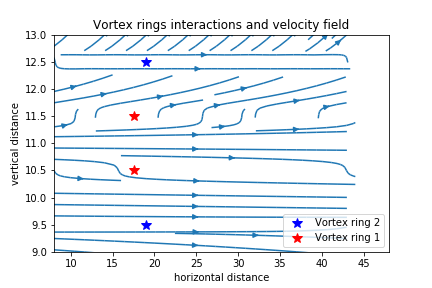 Vortex rings interactions and velocity field
13.0
12.5
12.0
11.5
11.0
10.5
10.0
9.5
9.0
vertical distance
Vortex ring 2
Vortex ring 1
10 15 20 25 30 35 40 45
horizontal distance